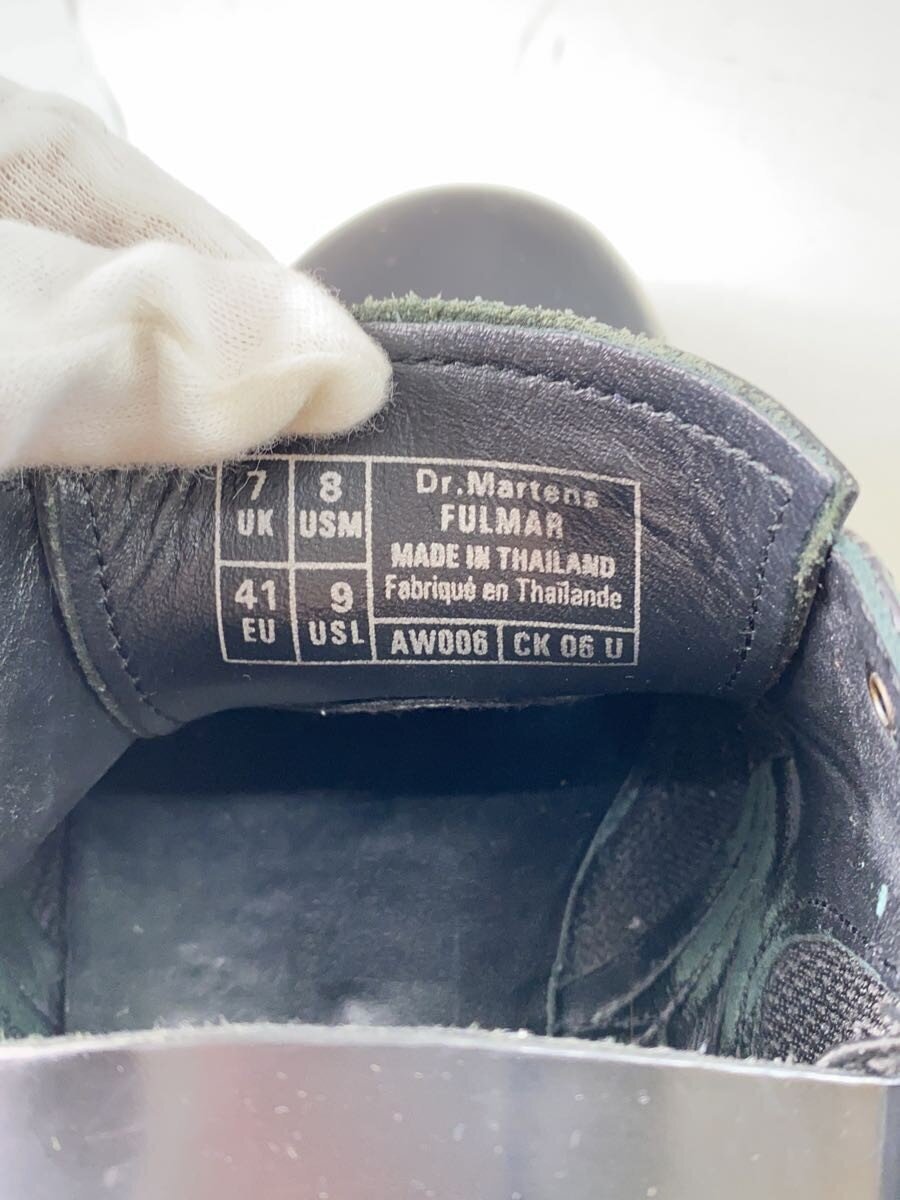 7 UK
8 USM
41 EU
9 USL
Dr.Martens
FULMAR
MADE IN THAILAND
Fabriqué en Thaïlande
AW006
CK 06 U